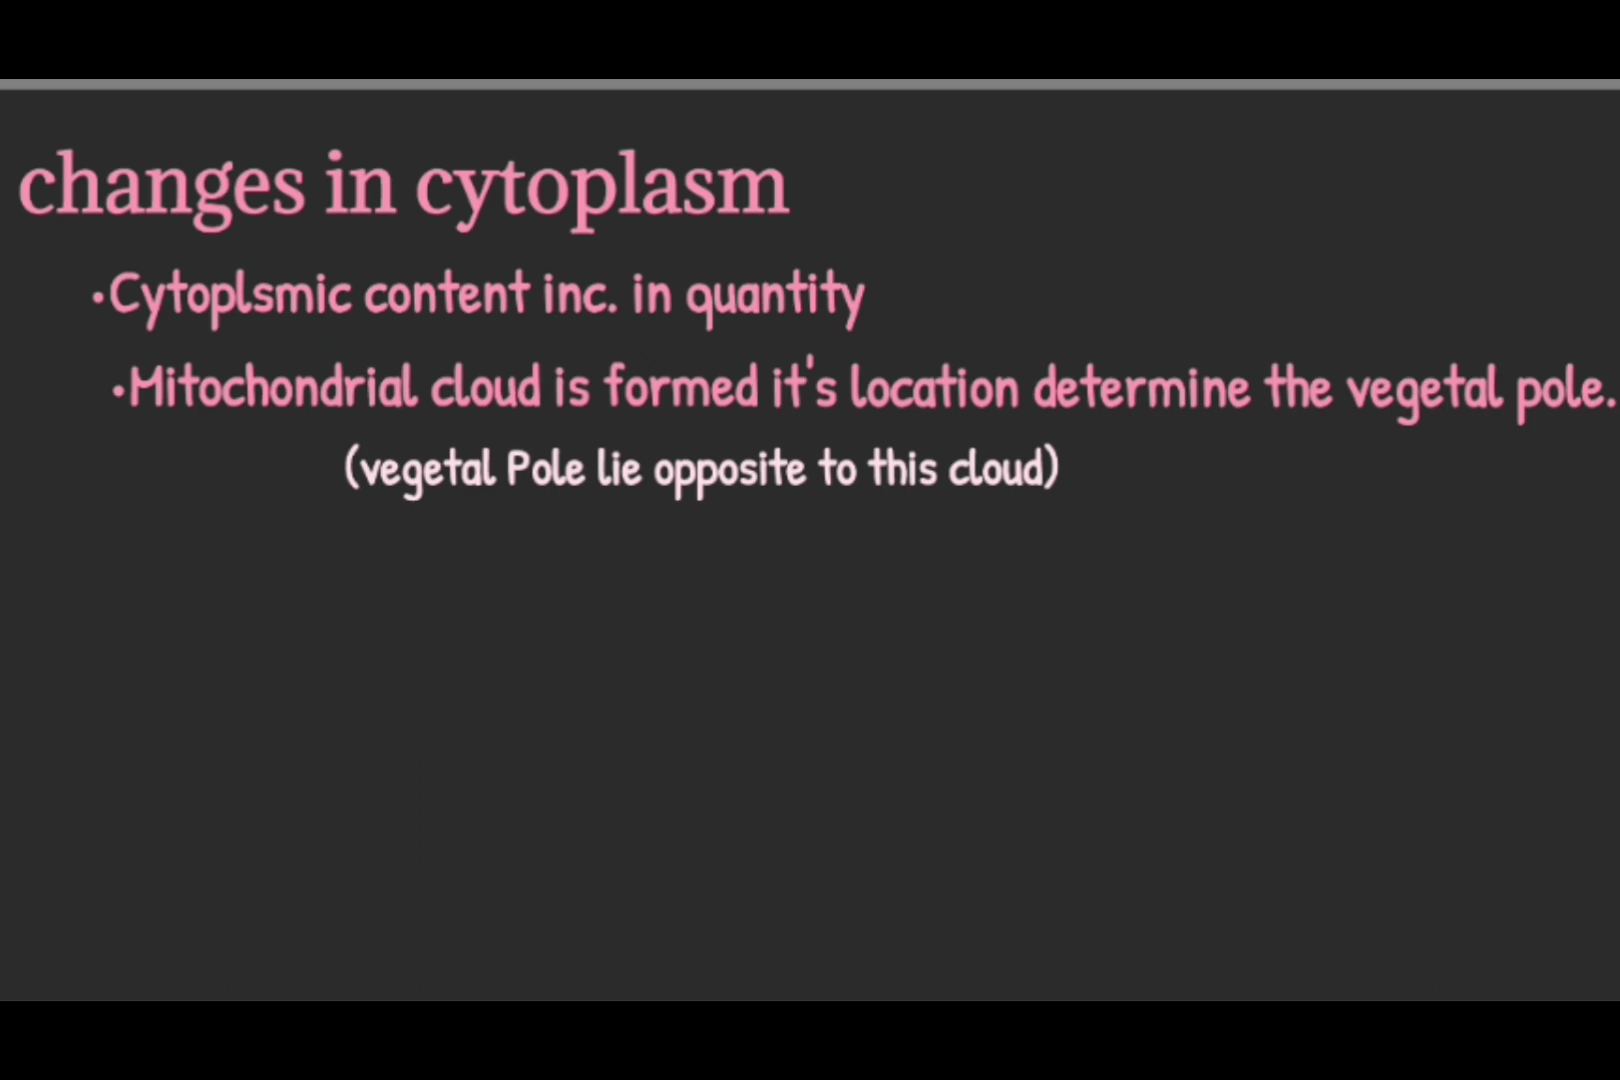 changes in cytoplasm
•Cytoplsmic content inc. in quantity
•Mitochondrial cloud is formed it's location determine the vegetal pole.
(vegetal Pole lie opposite to this cloud)